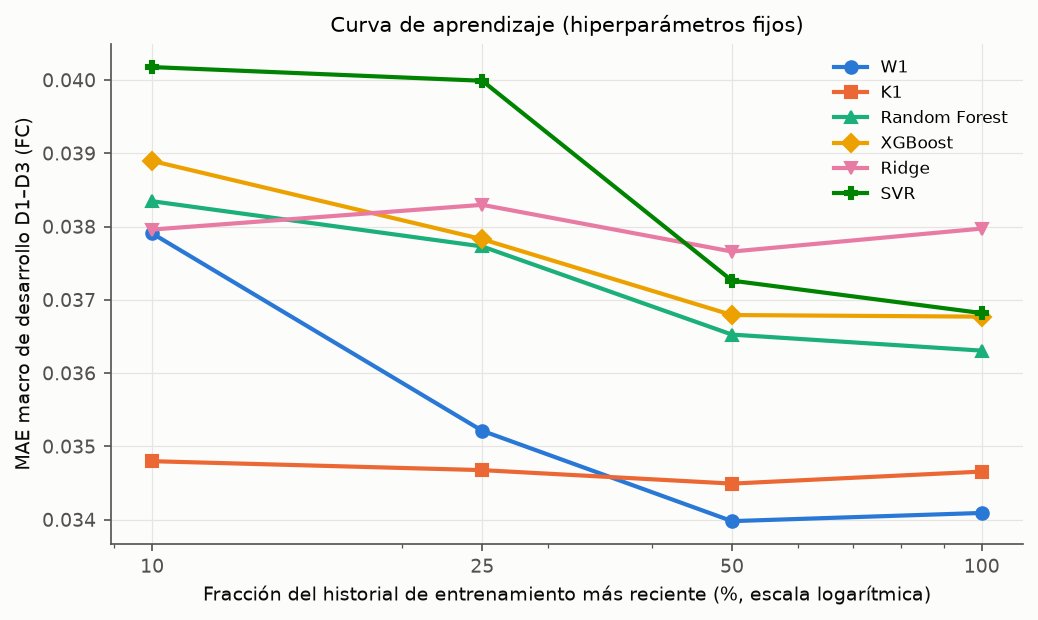 Curva de aprendizaje (hiperparámetros fijos)
MAE macro de desarrollo D1–D3 (FC)
0.040
0.039
0.038
0.037
0.036
0.035
0.034
W1
K1
Random Forest
XGBoost
Ridge
SVR
10
25
50
100
Fracción del historial de entrenamiento más reciente (%, escala logarítmica)